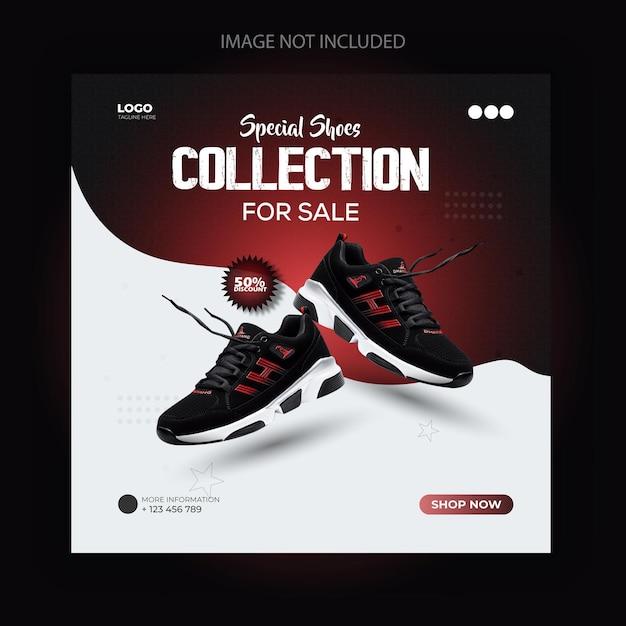 IMAGE NOT INCLUDED
LOGO
TAGLINE HERE
Special Shoes
COLLECTION
FOR SALE
50%
DISCOUNT
MORE INFORMATION
+ 123 456 789
SHOP NOW